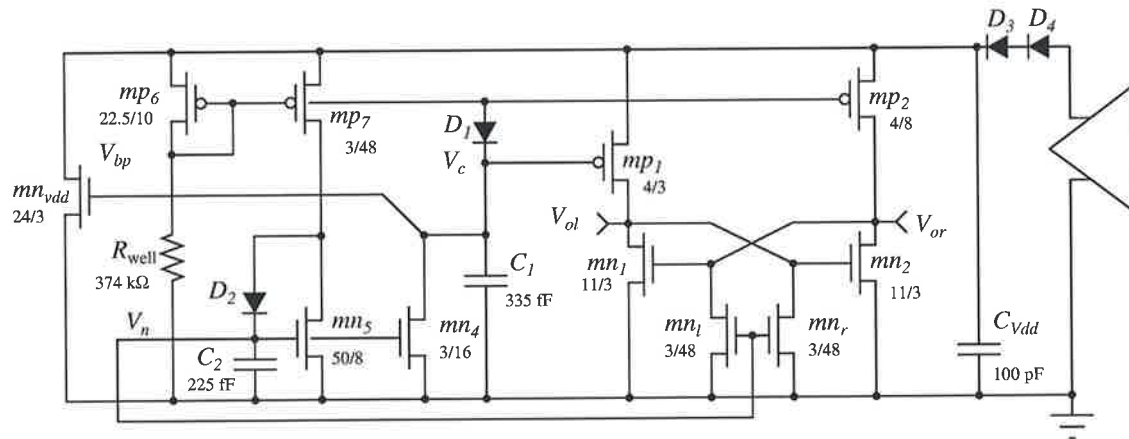 D3 D4
mp6
22.5/10
mp7
3/48
mp2
4/8
D1
Vbp
Vc
mp1
4/3
mnvdd
24/3
Vol
Vor
Rwell
374 kΩ
C1
335 fF
mn1
11/3
mn2
11/3
D2
Vn
mn5
50/8
mn4
3/16
mnl
3/48
mnr
3/48
CVdd
100 pF
C2
225 fF